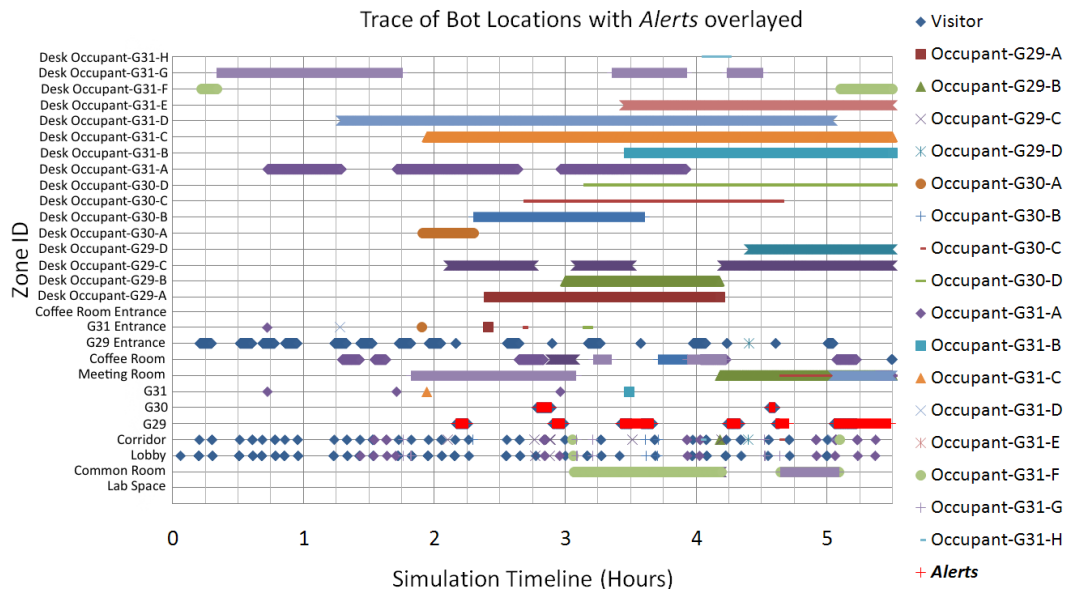 Trace of Bot Locations with Alerts overlayed
Zone ID
Desk Occupant-G31-H
Desk Occupant-G31-G
Desk Occupant-G31-F
Desk Occupant-G31-E
Desk Occupant-G31-D
Desk Occupant-G31-C
Desk Occupant-G31-B
Desk Occupant-G31-A
Desk Occupant-G30-D
Desk Occupant-G30-C
Desk Occupant-G30-B
Desk Occupant-G30-A
Desk Occupant-G29-D
Desk Occupant-G29-C
Desk Occupant-G29-B
Desk Occupant-G29-A
Coffee Room Entrance
G31 Entrance
G29 Entrance
Coffee Room
Meeting Room
G31
G30
G29
Corridor
Lobby
Common Room
Lab Space
0 1 2 3 4 5
Simulation Timeline (Hours)
Visitor
Occupant-G29-A
Occupant-G29-B
Occupant-G29-C
Occupant-G29-D
Occupant-G30-A
Occupant-G30-B
Occupant-G30-C
Occupant-G30-D
Occupant-G31-A
Occupant-G31-B
Occupant-G31-C
Occupant-G31-D
Occupant-G31-E
Occupant-G31-F
Occupant-G31-G
Occupant-G31-H
Alerts